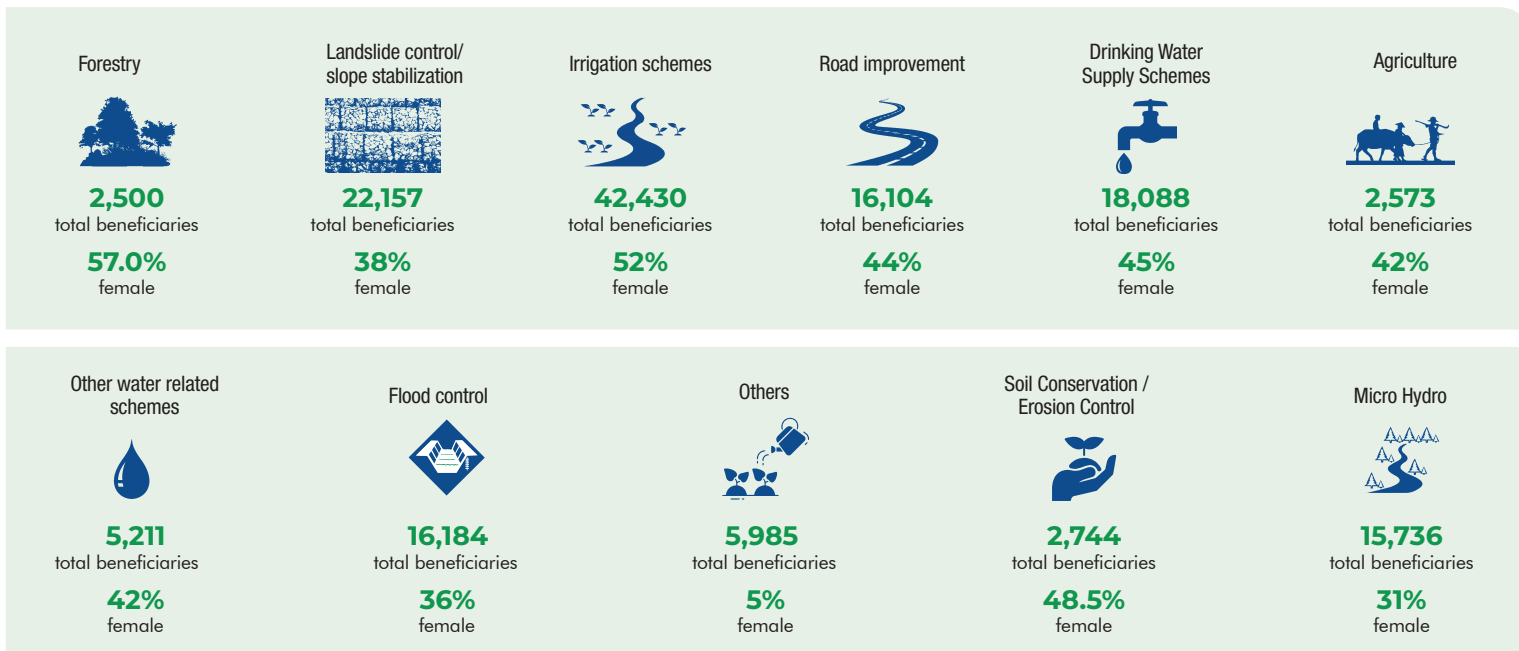 Forestry
2,500
total beneficiaries
57.0%
female
Landslide control/
slope stabilization
22,157
total beneficiaries
38%
female
Irrigation schemes
42,430
total beneficiaries
52%
female
Road improvement
16,104
total beneficiaries
44%
female
Drinking Water
Supply Schemes
18,088
total beneficiaries
45%
female
Agriculture
2,573
total beneficiaries
42%
female
Other water related
schemes
5,211
total beneficiaries
42%
female
Flood control
16,184
total beneficiaries
36%
female
Others
5,985
total beneficiaries
5%
female
Soil Conservation /
Erosion Control
2,744
total beneficiaries
48.5%
female
Micro Hydro
15,736
total beneficiaries
31%
female